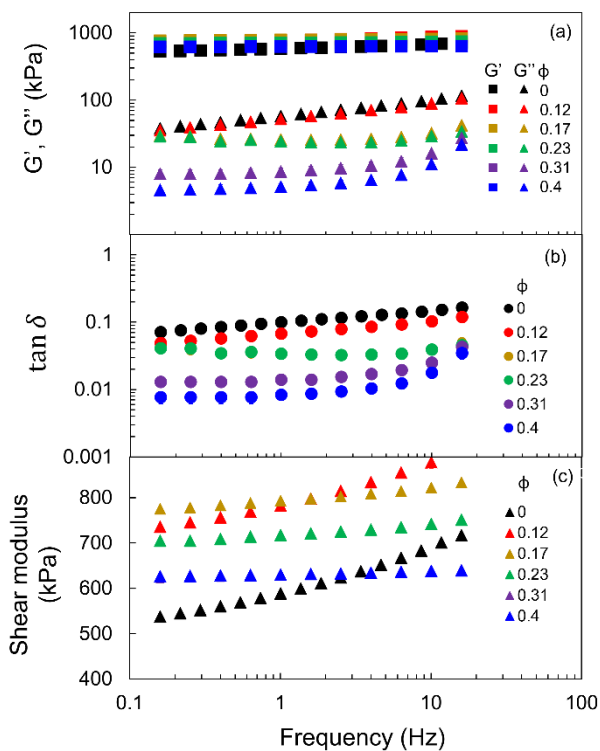 (a)
G', G'' (kPa)
1000
100
10
1
G' G'' ϕ
0
0.12
0.17
0.23
0.31
0.4
(b)
tan δ
1
0.1
0.01
0.001
ϕ
0
0.12
0.17
0.23
0.31
0.4
(c)
Shear modulus
(kPa)
800
700
600
500
400
ϕ
0
0.12
0.17
0.23
0.31
0.4
0.1 1 10 100
Frequency (Hz)